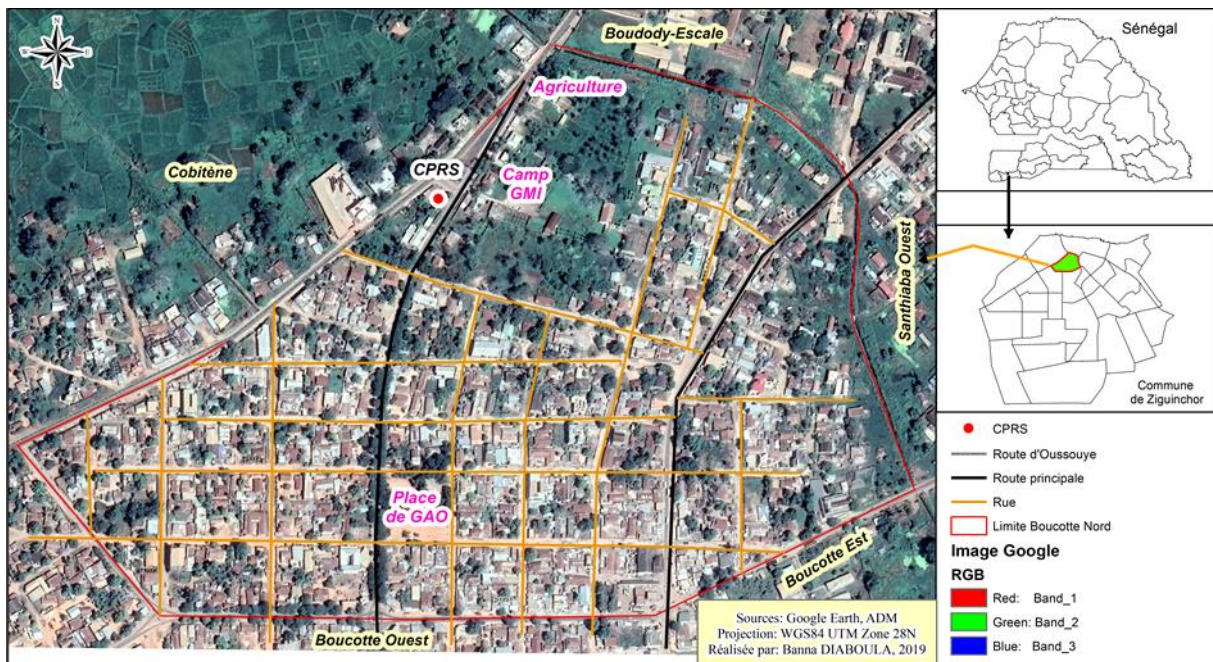 N
W
E
S
Boudody-Escale
Agriculture
Cobitène
CPRS
Camp
GMI
Santhiaba Ouest
Place
de GAO
Boucotte Est
Boucotte Ouest
Sources: Google Earth, ADM
Projection: WGS84 UTM Zone 28N
Réalisée par: Banna DIABOULA, 2019
Sénégal
Commune
de Ziguinchor
CPRS
Route d'Oussouye
Route principale
Rue
Limite Boucotte Nord
Image Google
RGB
Red: Band_1
Green: Band_2
Blue: Band_3